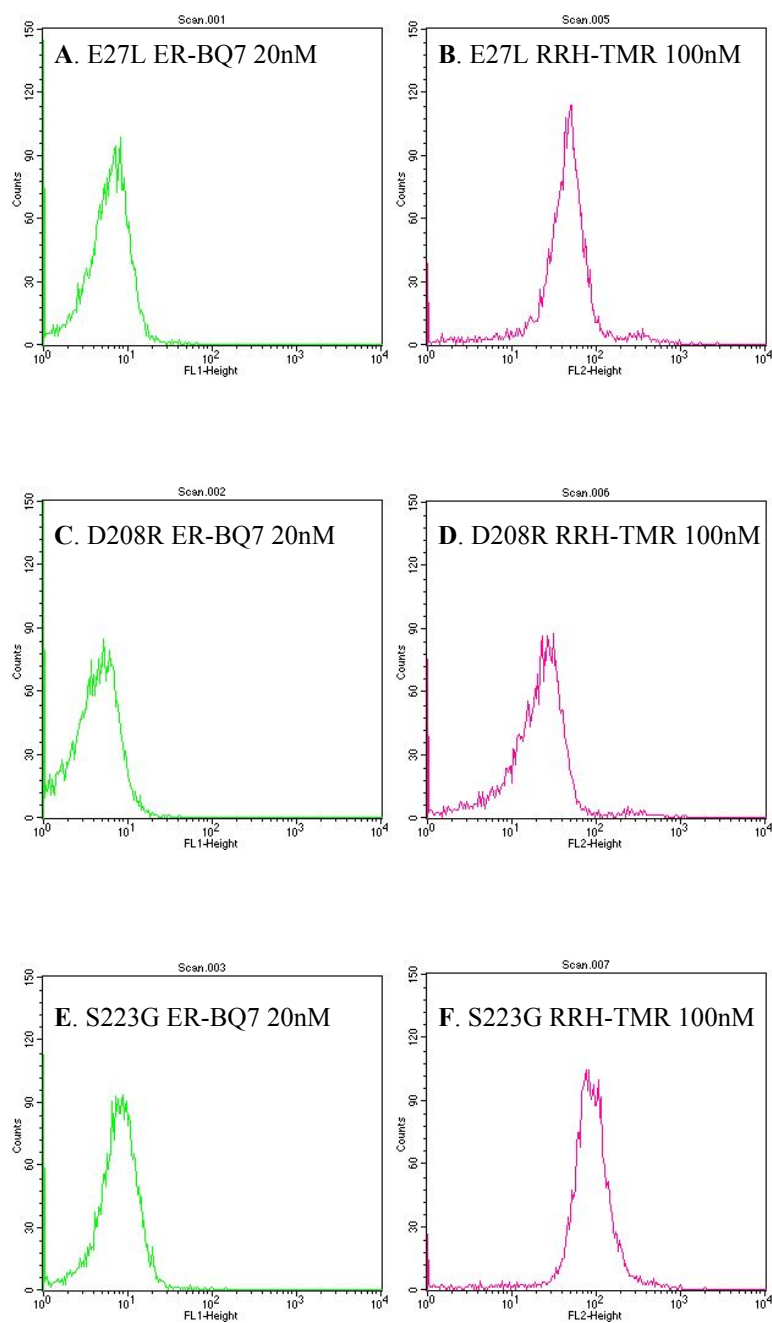 Scan.001
A. E27L ER-BQ7 20nM
150
120
90
60
30
0
Counts
10^0 10^1 10^2 10^3 10^4
FL1-Height
Scan.005
B. E27L RRH-TMR 100nM
150
120
90
60
30
0
Counts
10^0 10^1 10^2 10^3 10^4
FL2-Height
Scan.002
C. D208R ER-BQ7 20nM
150
120
90
60
30
0
Counts
10^0 10^1 10^2 10^3 10^4
FL1-Height
Scan.006
D. D208R RRH-TMR 100nM
150
120
90
60
30
0
Counts
10^0 10^1 10^2 10^3 10^4
FL2-Height
Scan.003
E. S223G ER-BQ7 20nM
150
120
90
60
30
0
Counts
10^0 10^1 10^2 10^3 10^4
FL1-Height
Scan.007
F. S223G RRH-TMR 100nM
150
120
90
60
30
0
Counts
10^0 10^1 10^2 10^3 10^4
FL2-Height